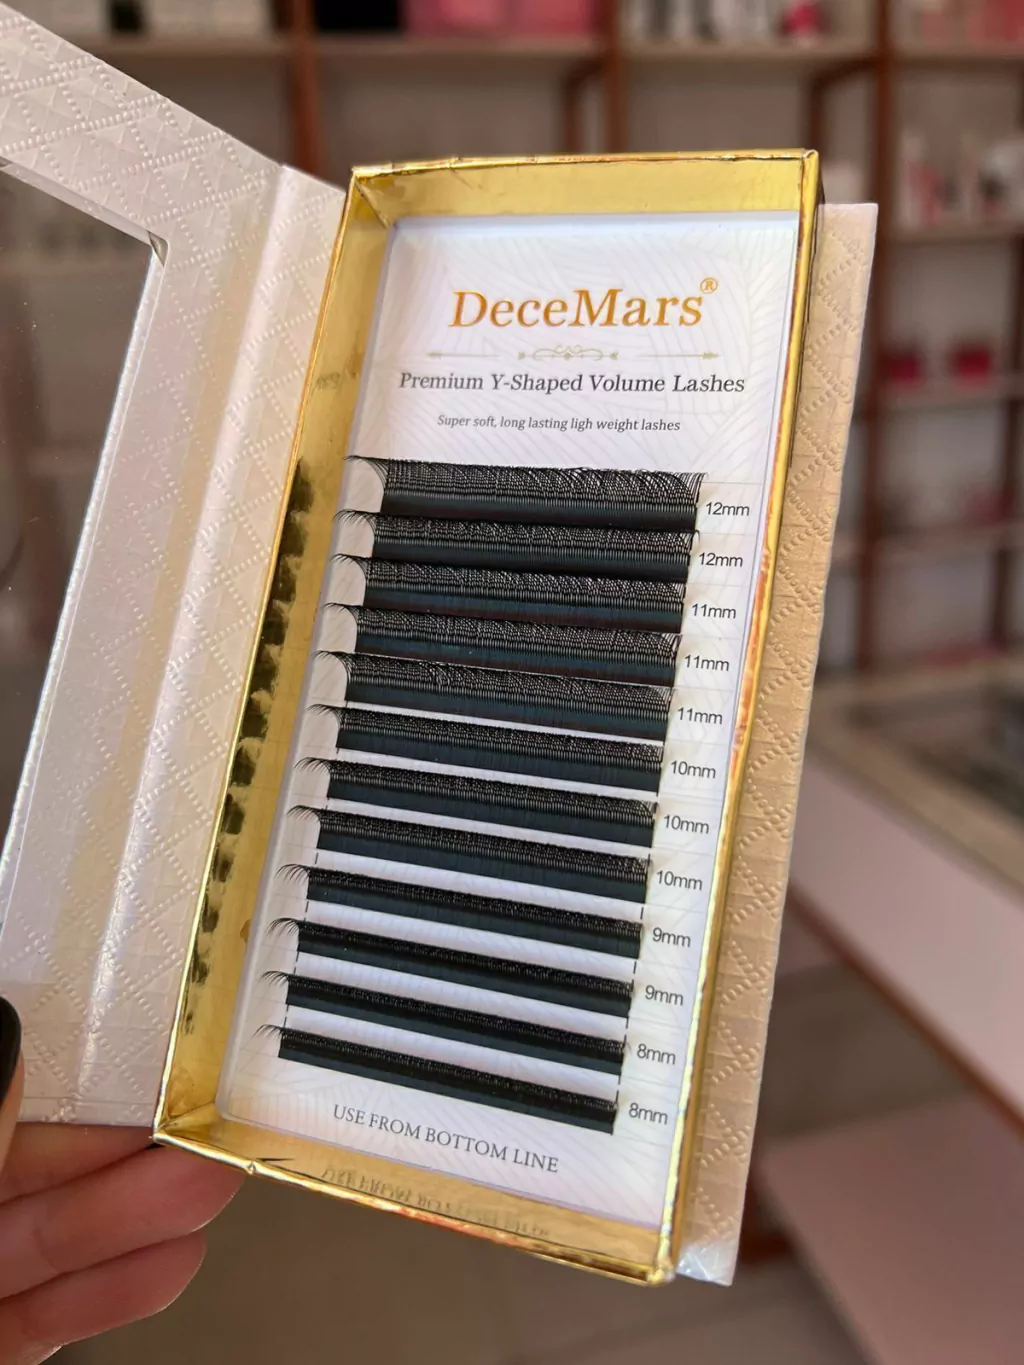 DeceMars®
Premium Y-Shaped Volume Lashes
Super soft, long lasting ligh weight lashes
12mm
12mm
11mm
11mm
11mm
10mm
10mm
10mm
9mm
9mm
8mm
8mm
USE FROM BOTTOM LINE